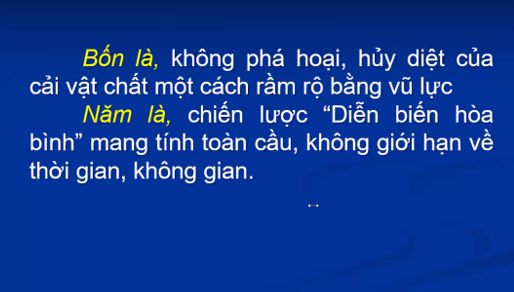 Bốn là, không phá hoại, hủy diệt của
cải vật chất một cách rầm rộ bằng vũ lực
Năm là, chiến lược “Diễn biến hòa
bình” mang tính toàn cầu, không giới hạn về
thời gian, không gian.